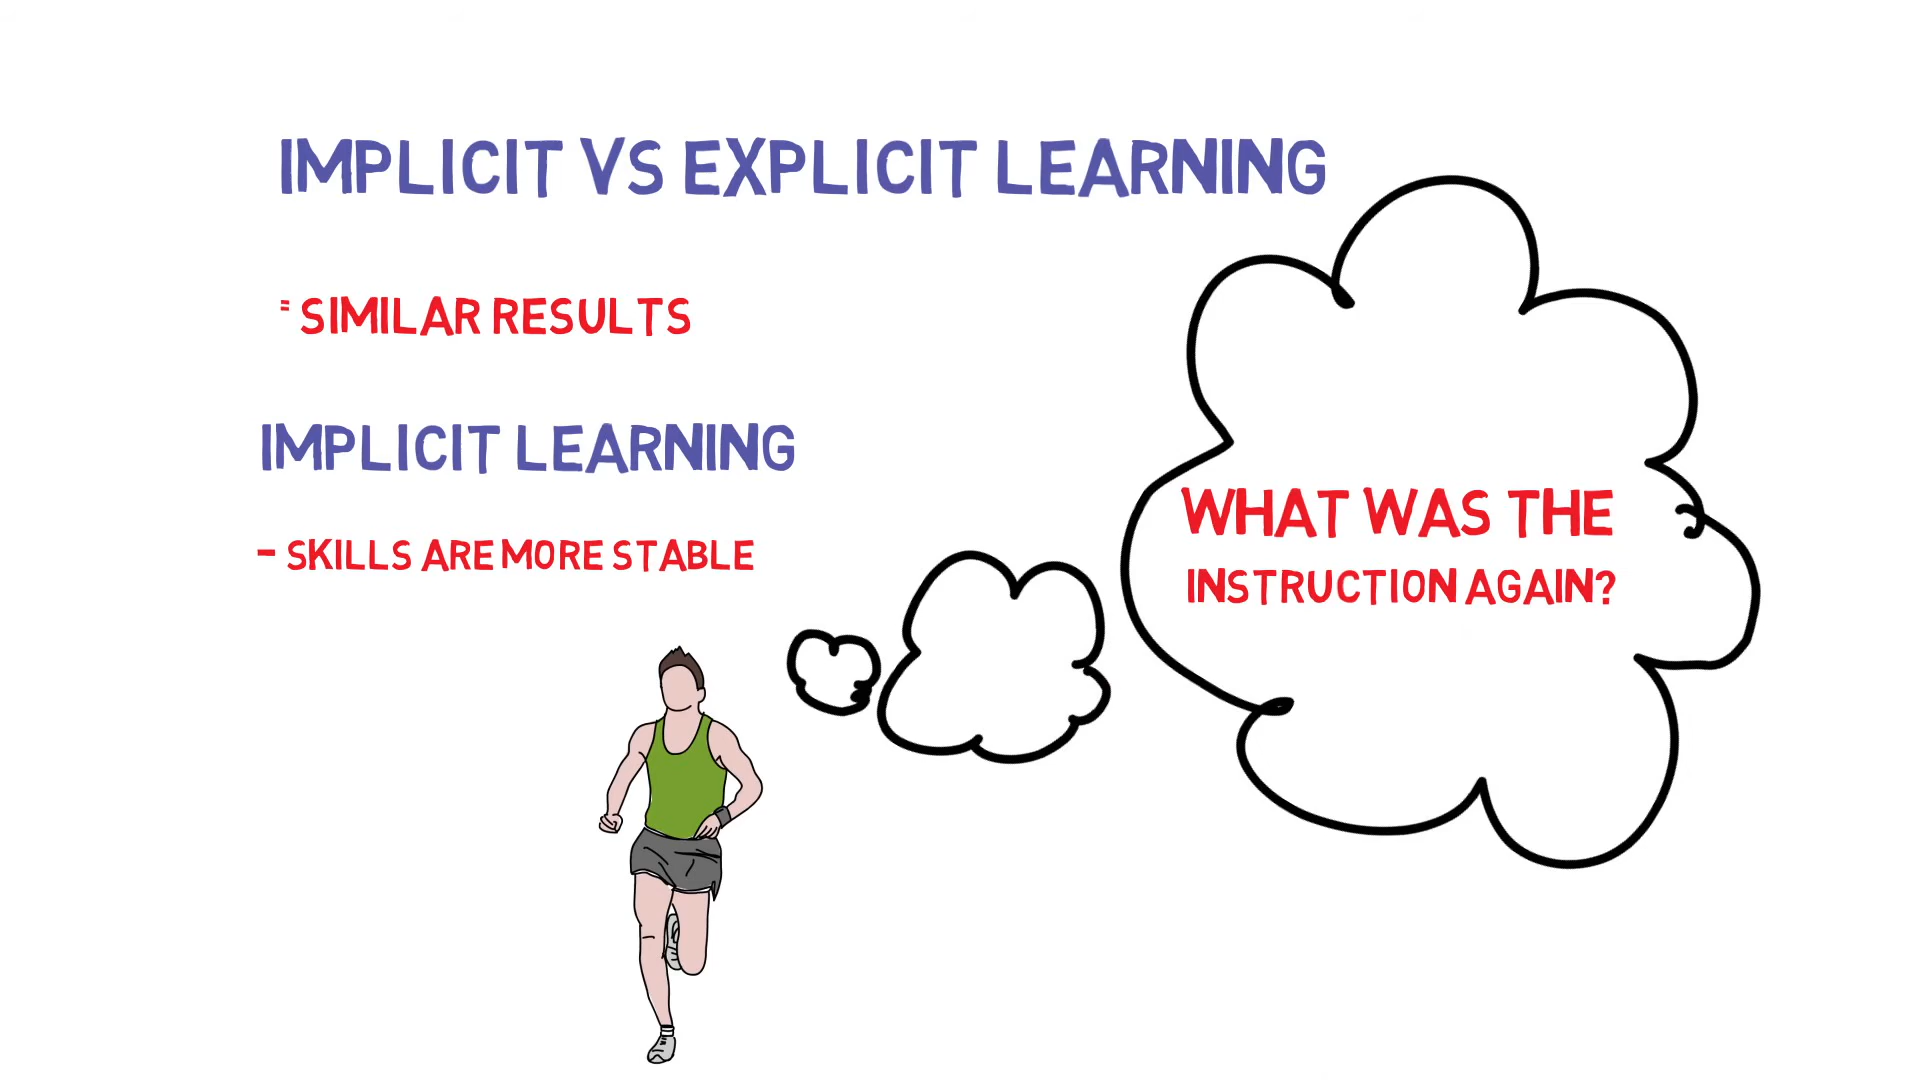 IMPLICIT VS EXPLICIT LEARNING
= SIMILAR RESULTS
IMPLICIT LEARNING
- SKILLS ARE MORE STABLE
WHAT WAS THE
INSTRUCTION AGAIN?